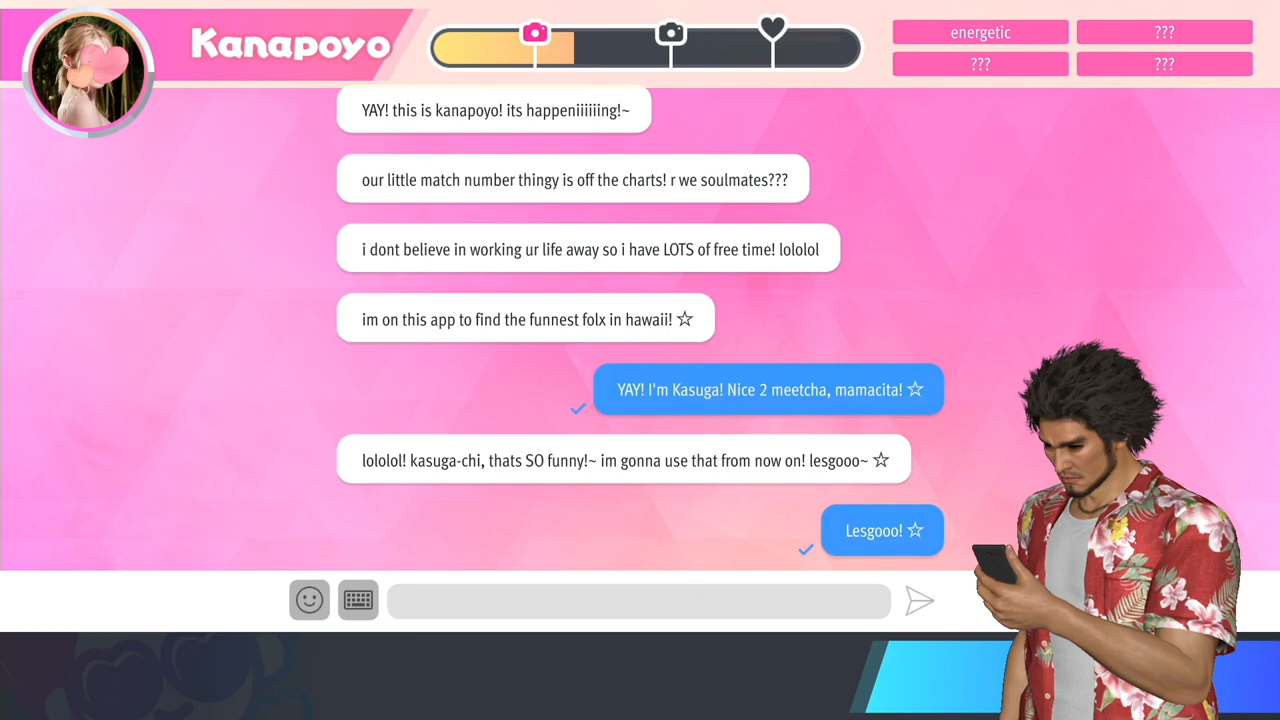 Kanapoyo
energetic
???
???
???
YAY! this is kanapoyo! its happeniiiiiing!~
our little match number thingy is off the charts! r we soulmates???
i dont believe in working ur life away so i have LOTS of free time! lololol
im on this app to find the funnest folx in hawaii! ☆
YAY! I'm Kasuga! Nice 2 meetcha, mamacita! ☆
lololol! kasuga-chi, thats SO funny!~ im gonna use that from now on! lesgooo~ ☆
Lesgooo! ☆